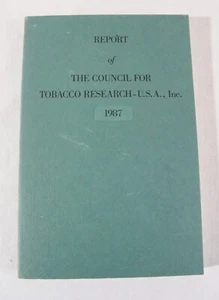 REPORT
of
THE COUNCIL FOR
TOBACCO RESEARCH-U.S.A., Inc.
1987